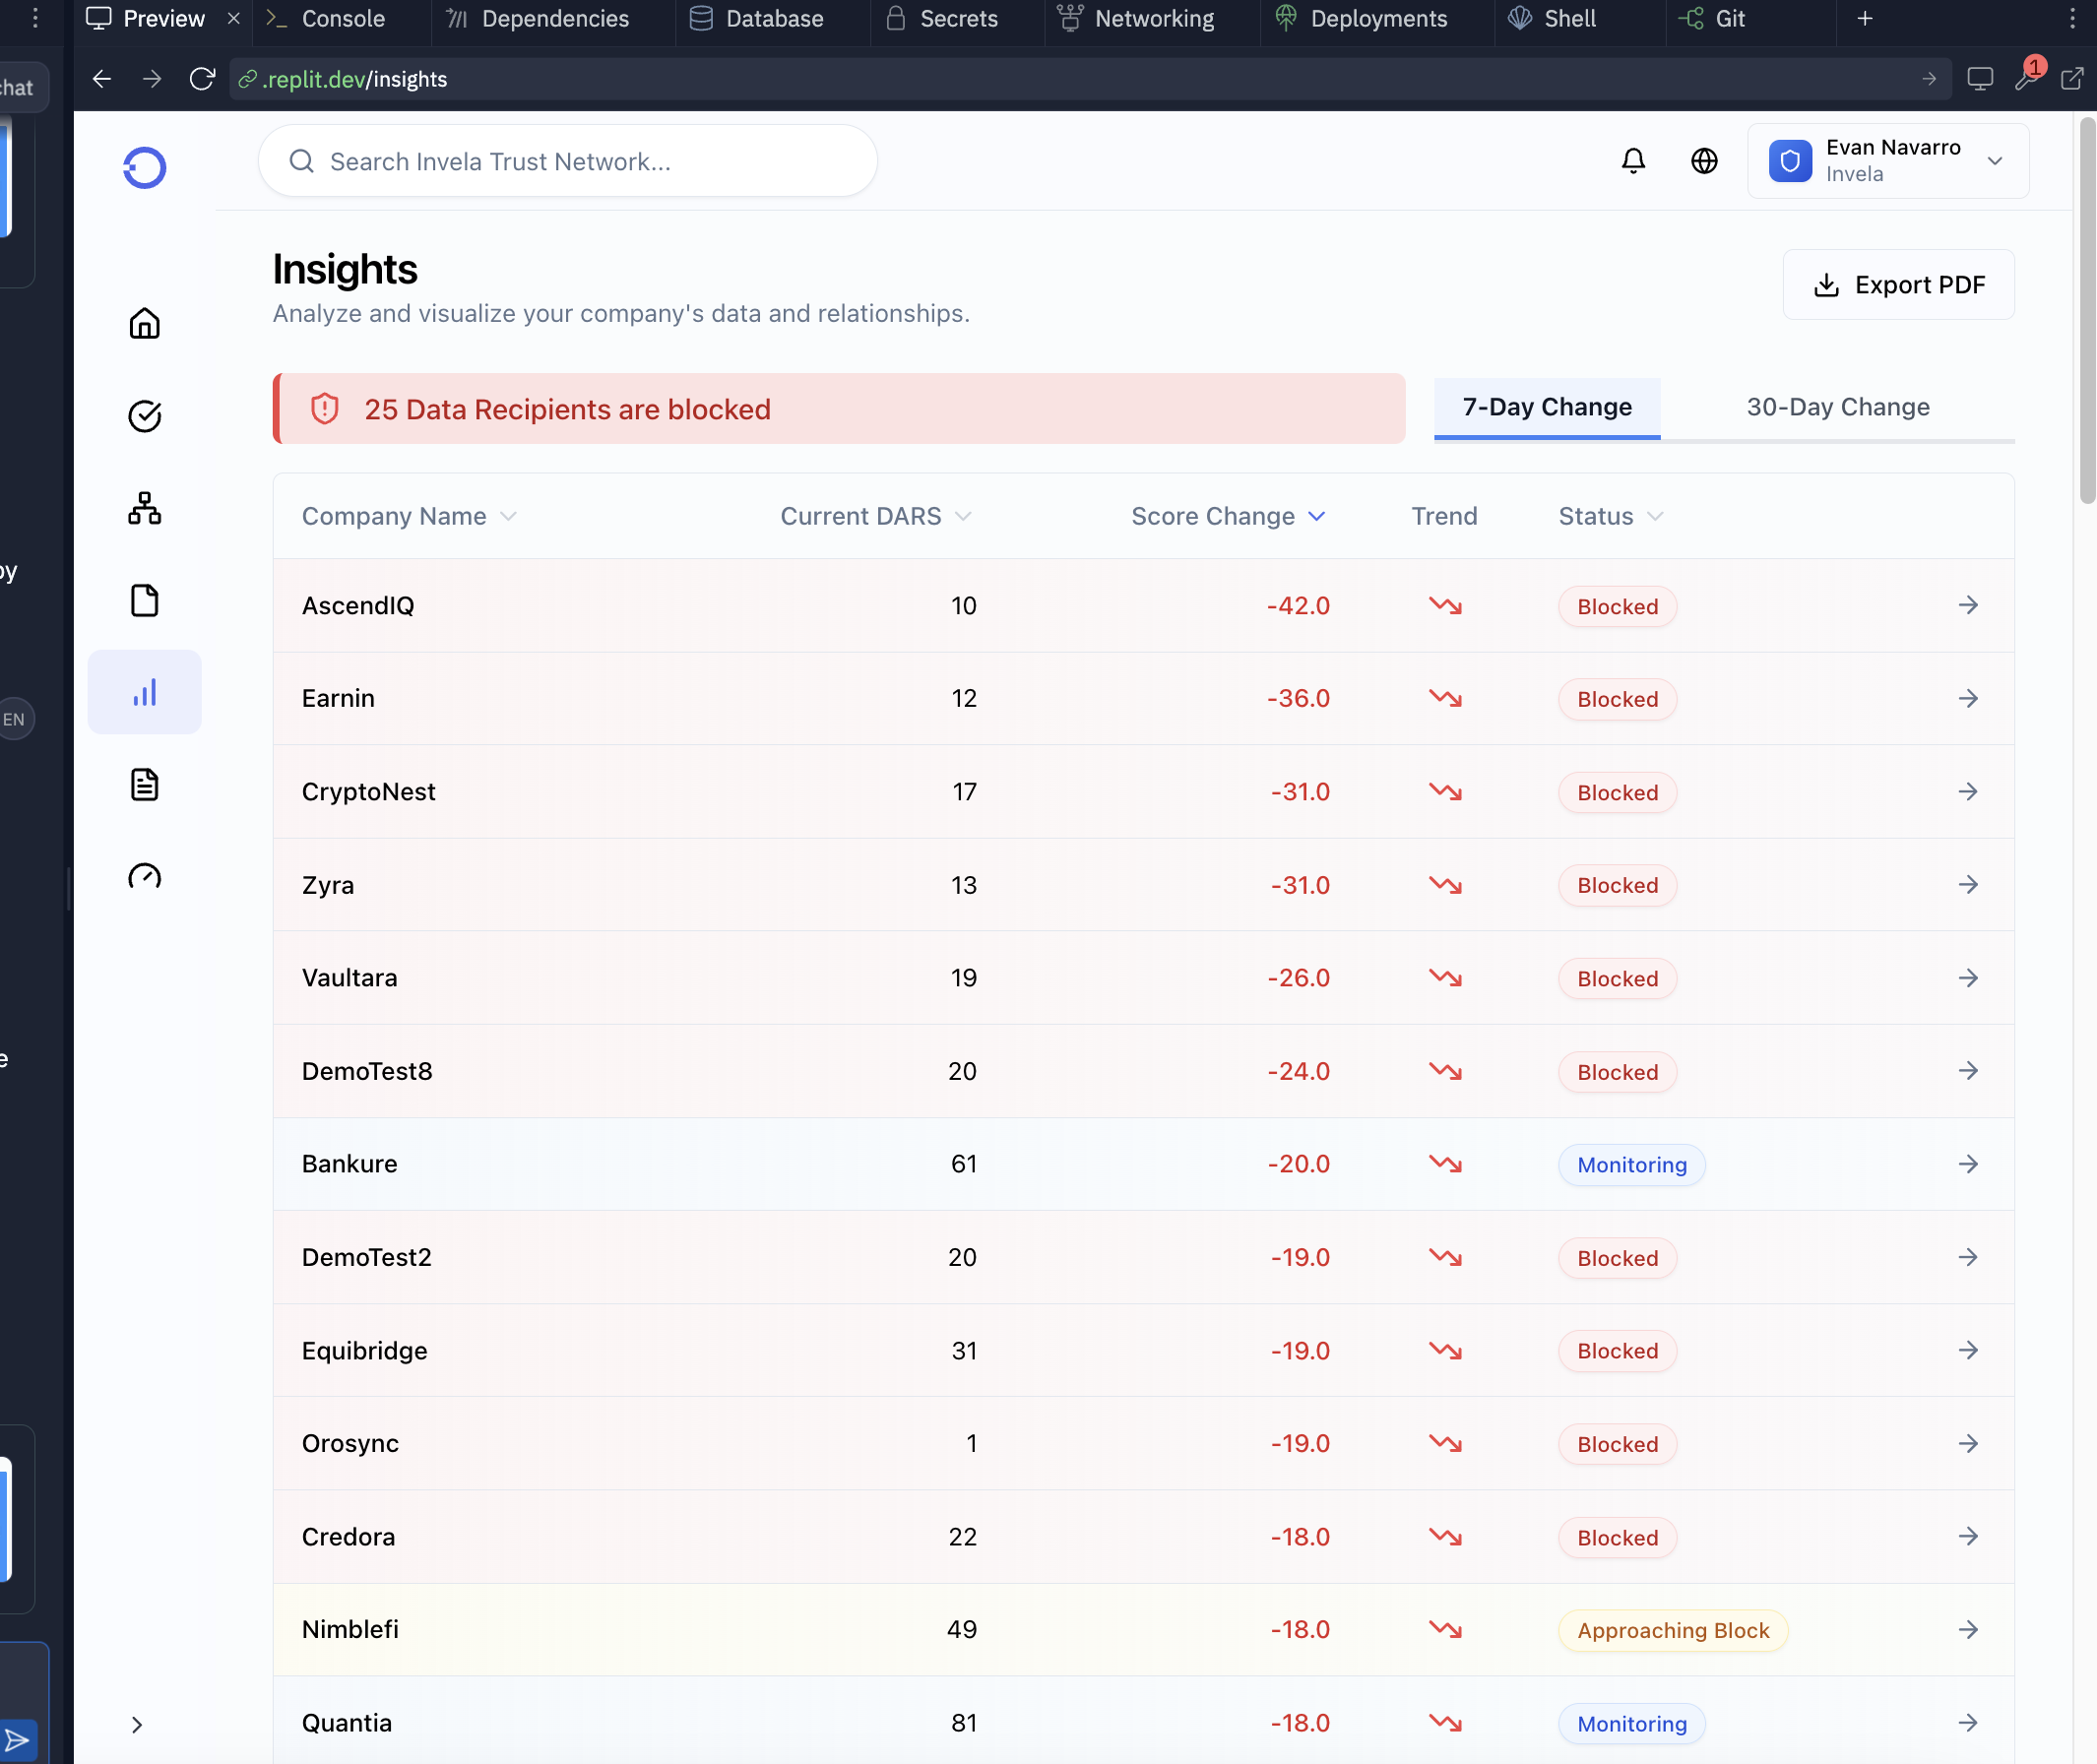 Preview
Console
Dependencies
Database
Secrets
Networking
Deployments
Shell
Git
.replit.dev/insights
1
hat
Search Invela Trust Network...
Evan Navarro
Invela
Insights
Analyze and visualize your company's data and relationships.
Export PDF
25 Data Recipients are blocked
7-Day Change
30-Day Change
Company Name Current DARS Score Change Trend Status
AscendIQ 10 -42.0 Blocked
Earnin 12 -36.0 Blocked
EN
CryptoNest 17 -31.0 Blocked
Zyra 13 -31.0 Blocked
Vaultara 19 -26.0 Blocked
DemoTest8 20 -24.0 Blocked
Bankure 61 -20.0 Monitoring
DemoTest2 20 -19.0 Blocked
Equibridge 31 -19.0 Blocked
Orosync 1 -19.0 Blocked
Credora 22 -18.0 Blocked
Nimblefi 49 -18.0 Approaching Block
Quantia 81 -18.0 Monitoring